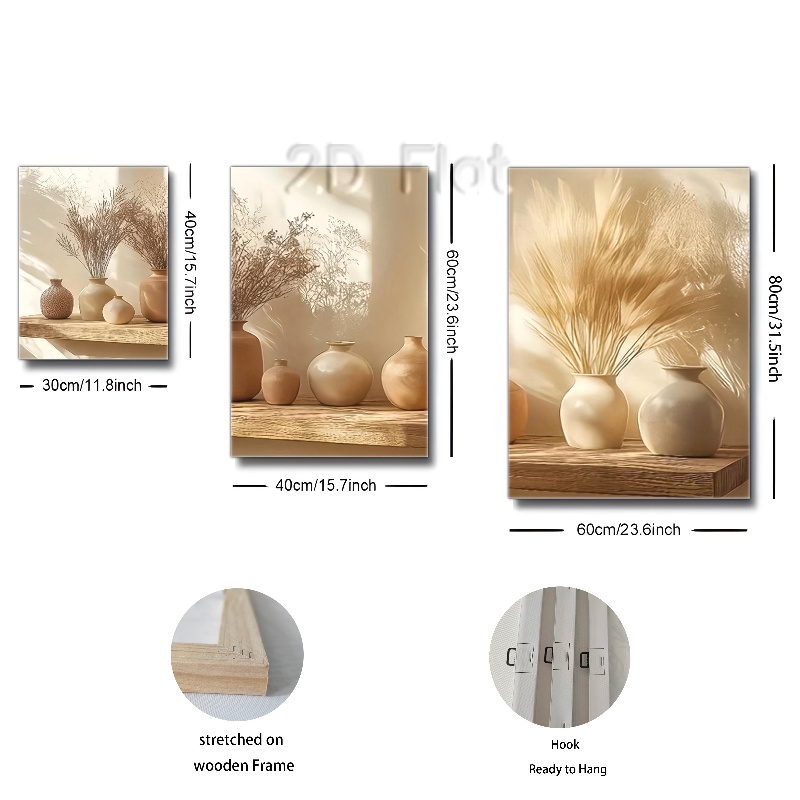 2D Flat
40cm/15.7inch
30cm/11.8inch
60cm/23.6inch
40cm/15.7inch
80cm/31.5inch
60cm/23.6inch
stretched on
wooden Frame
Hook
Ready to Hang